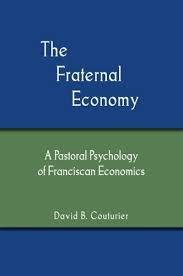 The
Fraternal
Economy
A Pastoral Psychology
of Franciscan Economics
David B. Couturier